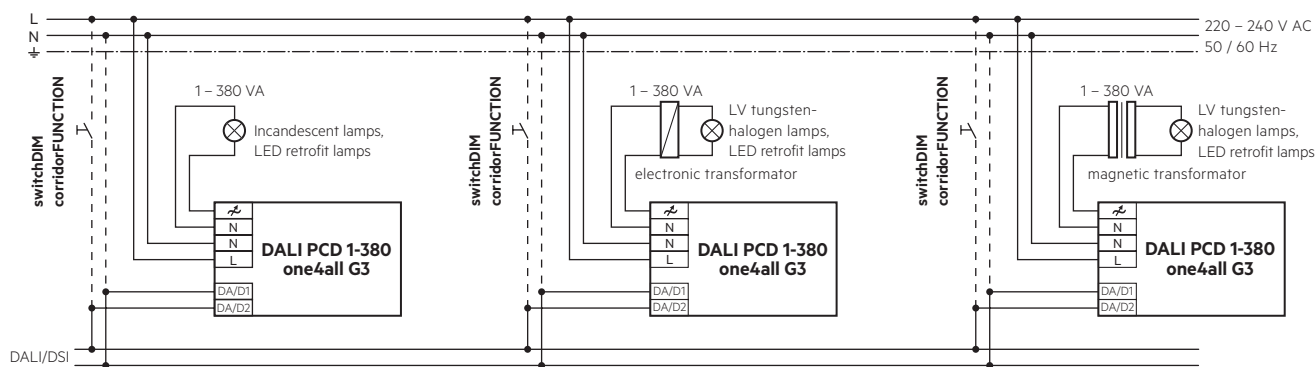 L
N
220 – 240 V AC
50 / 60 Hz
switchDIM
corridorFUNCTION
1 – 380 VA
Incandescent lamps,
LED retrofit lamps
N
N
L
DA/D1
DA/D2
DALI PCD 1-380
one4all G3
switchDIM
corridorFUNCTION
1 – 380 VA
LV tungsten-
halogen lamps,
LED retrofit lamps
electronic transformator
N
N
L
DA/D1
DA/D2
DALI PCD 1-380
one4all G3
switchDIM
corridorFUNCTION
1 – 380 VA
LV tungsten-
halogen lamps,
LED retrofit lamps
magnetic transformator
N
N
L
DA/D1
DA/D2
DALI PCD 1-380
one4all G3
DALI/DSI